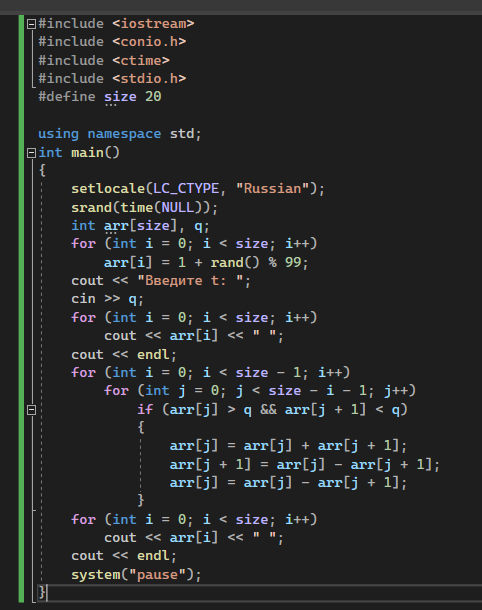 #include <iostream>
#include <conio.h>
#include <ctime>
#include <stdio.h>
#define size 20

using namespace std;
int main()
{
    setlocale(LC_CTYPE, "Russian");
    srand(time(NULL));
    int arr[size], q;
    for (int i = 0; i < size; i++)
        arr[i] = 1 + rand() % 99;
    cout << "Введите t: ";
    cin >> q;
    for (int i = 0; i < size; i++)
        cout << arr[i] << " ";
    cout << endl;
    for (int i = 0; i < size - 1; i++)
        for (int j = 0; j < size - i - 1; j++)
            if (arr[j] > q && arr[j + 1] < q)
            {
                arr[j] = arr[j] + arr[j + 1];
                arr[j + 1] = arr[j] - arr[j + 1];
                arr[j] = arr[j] - arr[j + 1];
            }
    for (int i = 0; i < size; i++)
        cout << arr[i] << " ";
    cout << endl;
    system("pause");
}